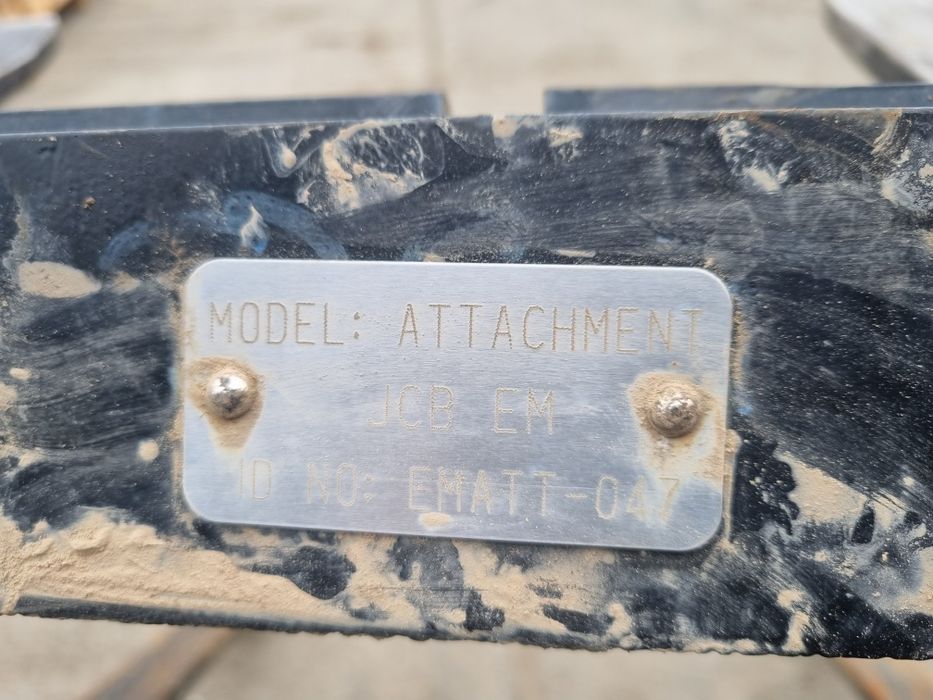 MODEL: ATTACHMENT
JCB EM
ID NO: EMATT-047